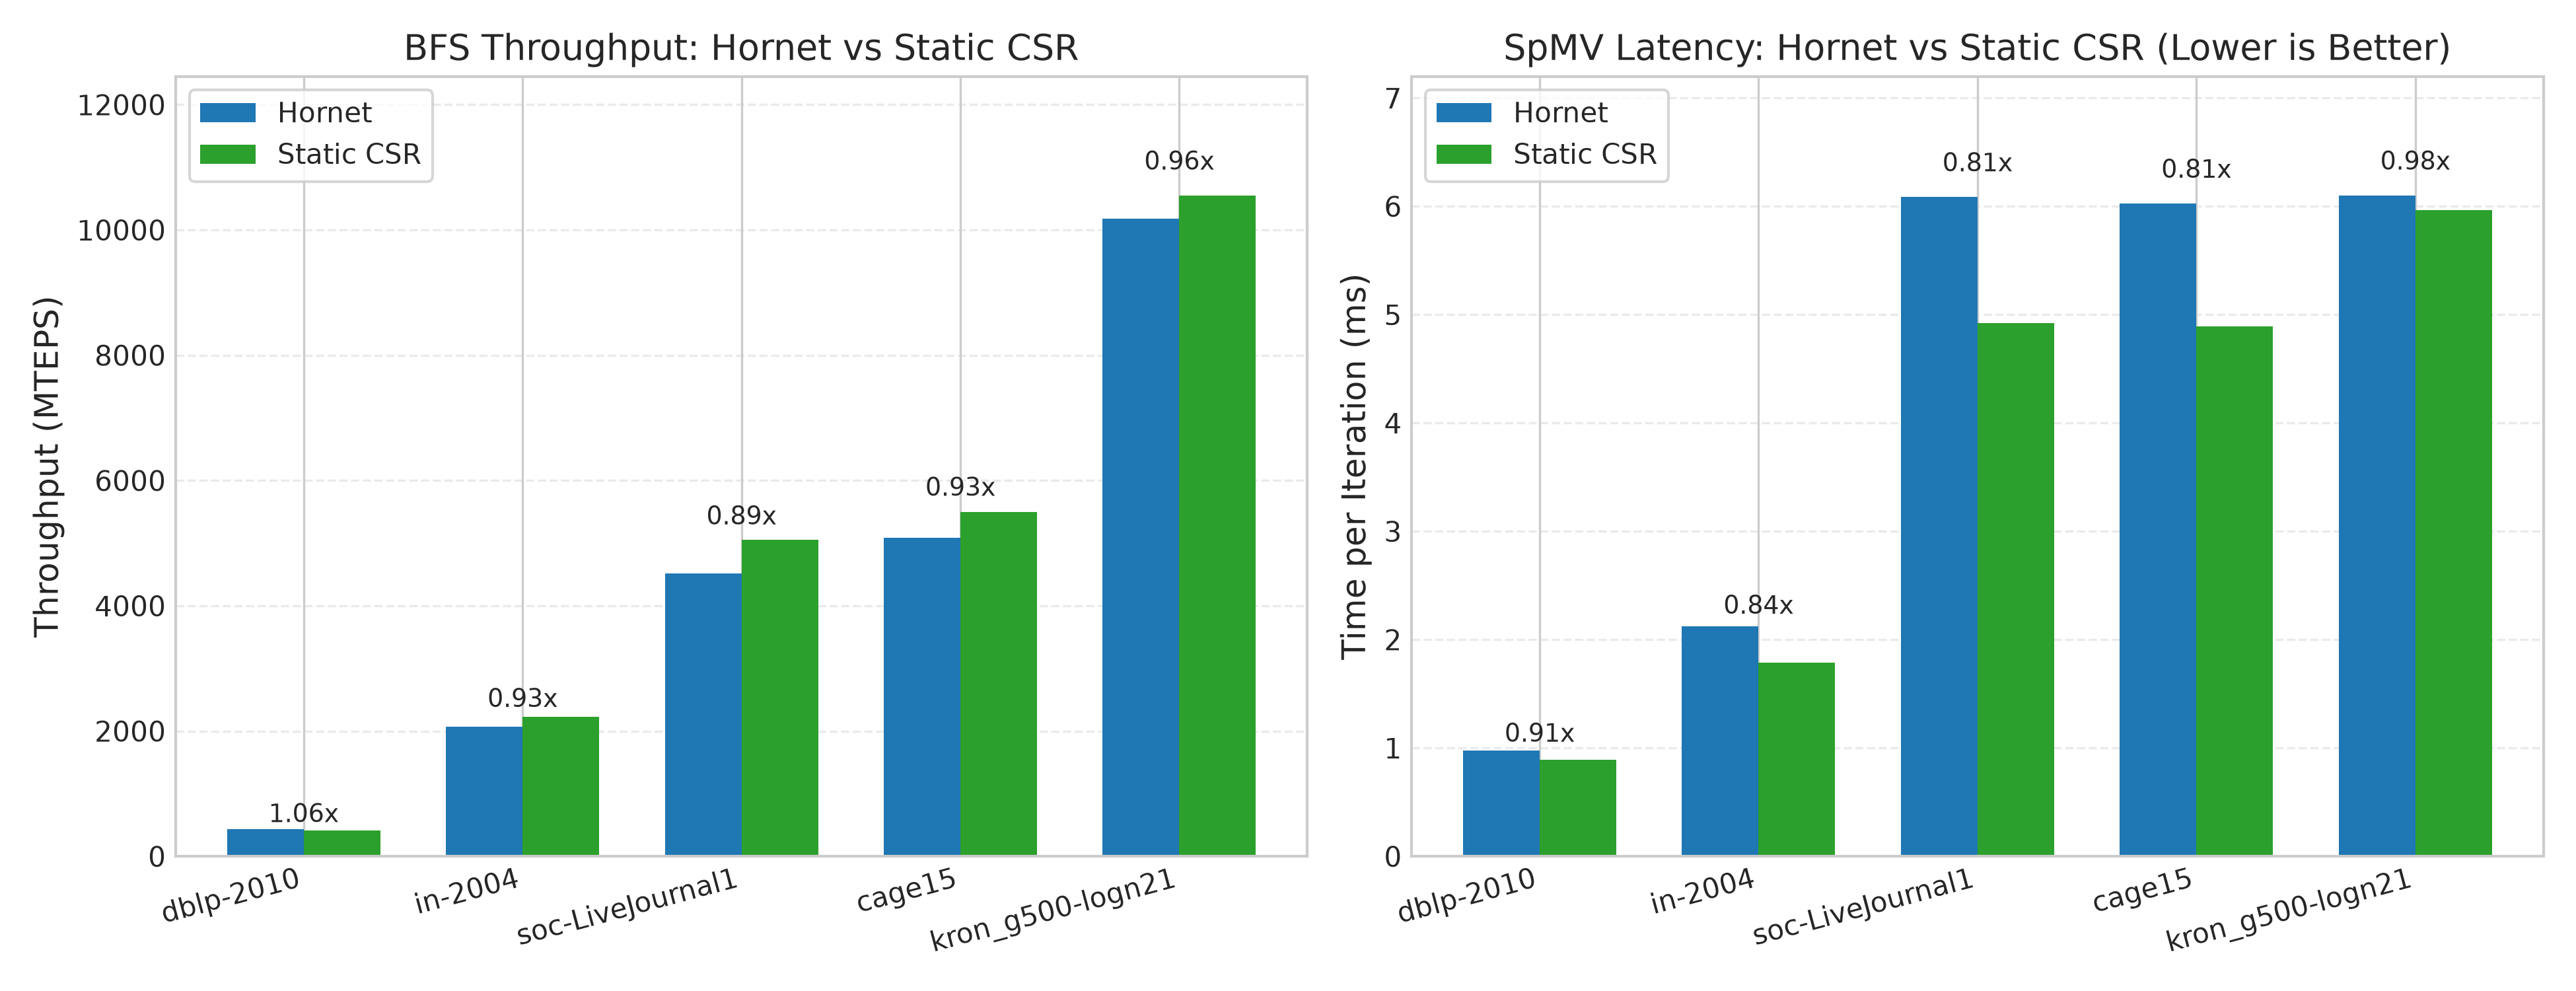 BFS Throughput: Hornet vs Static CSR
Hornet
Static CSR
Throughput (MTEPS)
12000
10000
8000
6000
4000
2000
0
1.06x
0.93x
0.89x
0.93x
0.96x
dblp-2010
in-2004
soc-LiveJournal1
cage15
kron_g500-logn21
SpMV Latency: Hornet vs Static CSR (Lower is Better)
Hornet
Static CSR
Time per Iteration (ms)
7
6
5
4
3
2
1
0
0.91x
0.84x
0.81x
0.81x
0.98x
dblp-2010
in-2004
soc-LiveJournal1
cage15
kron_g500-logn21